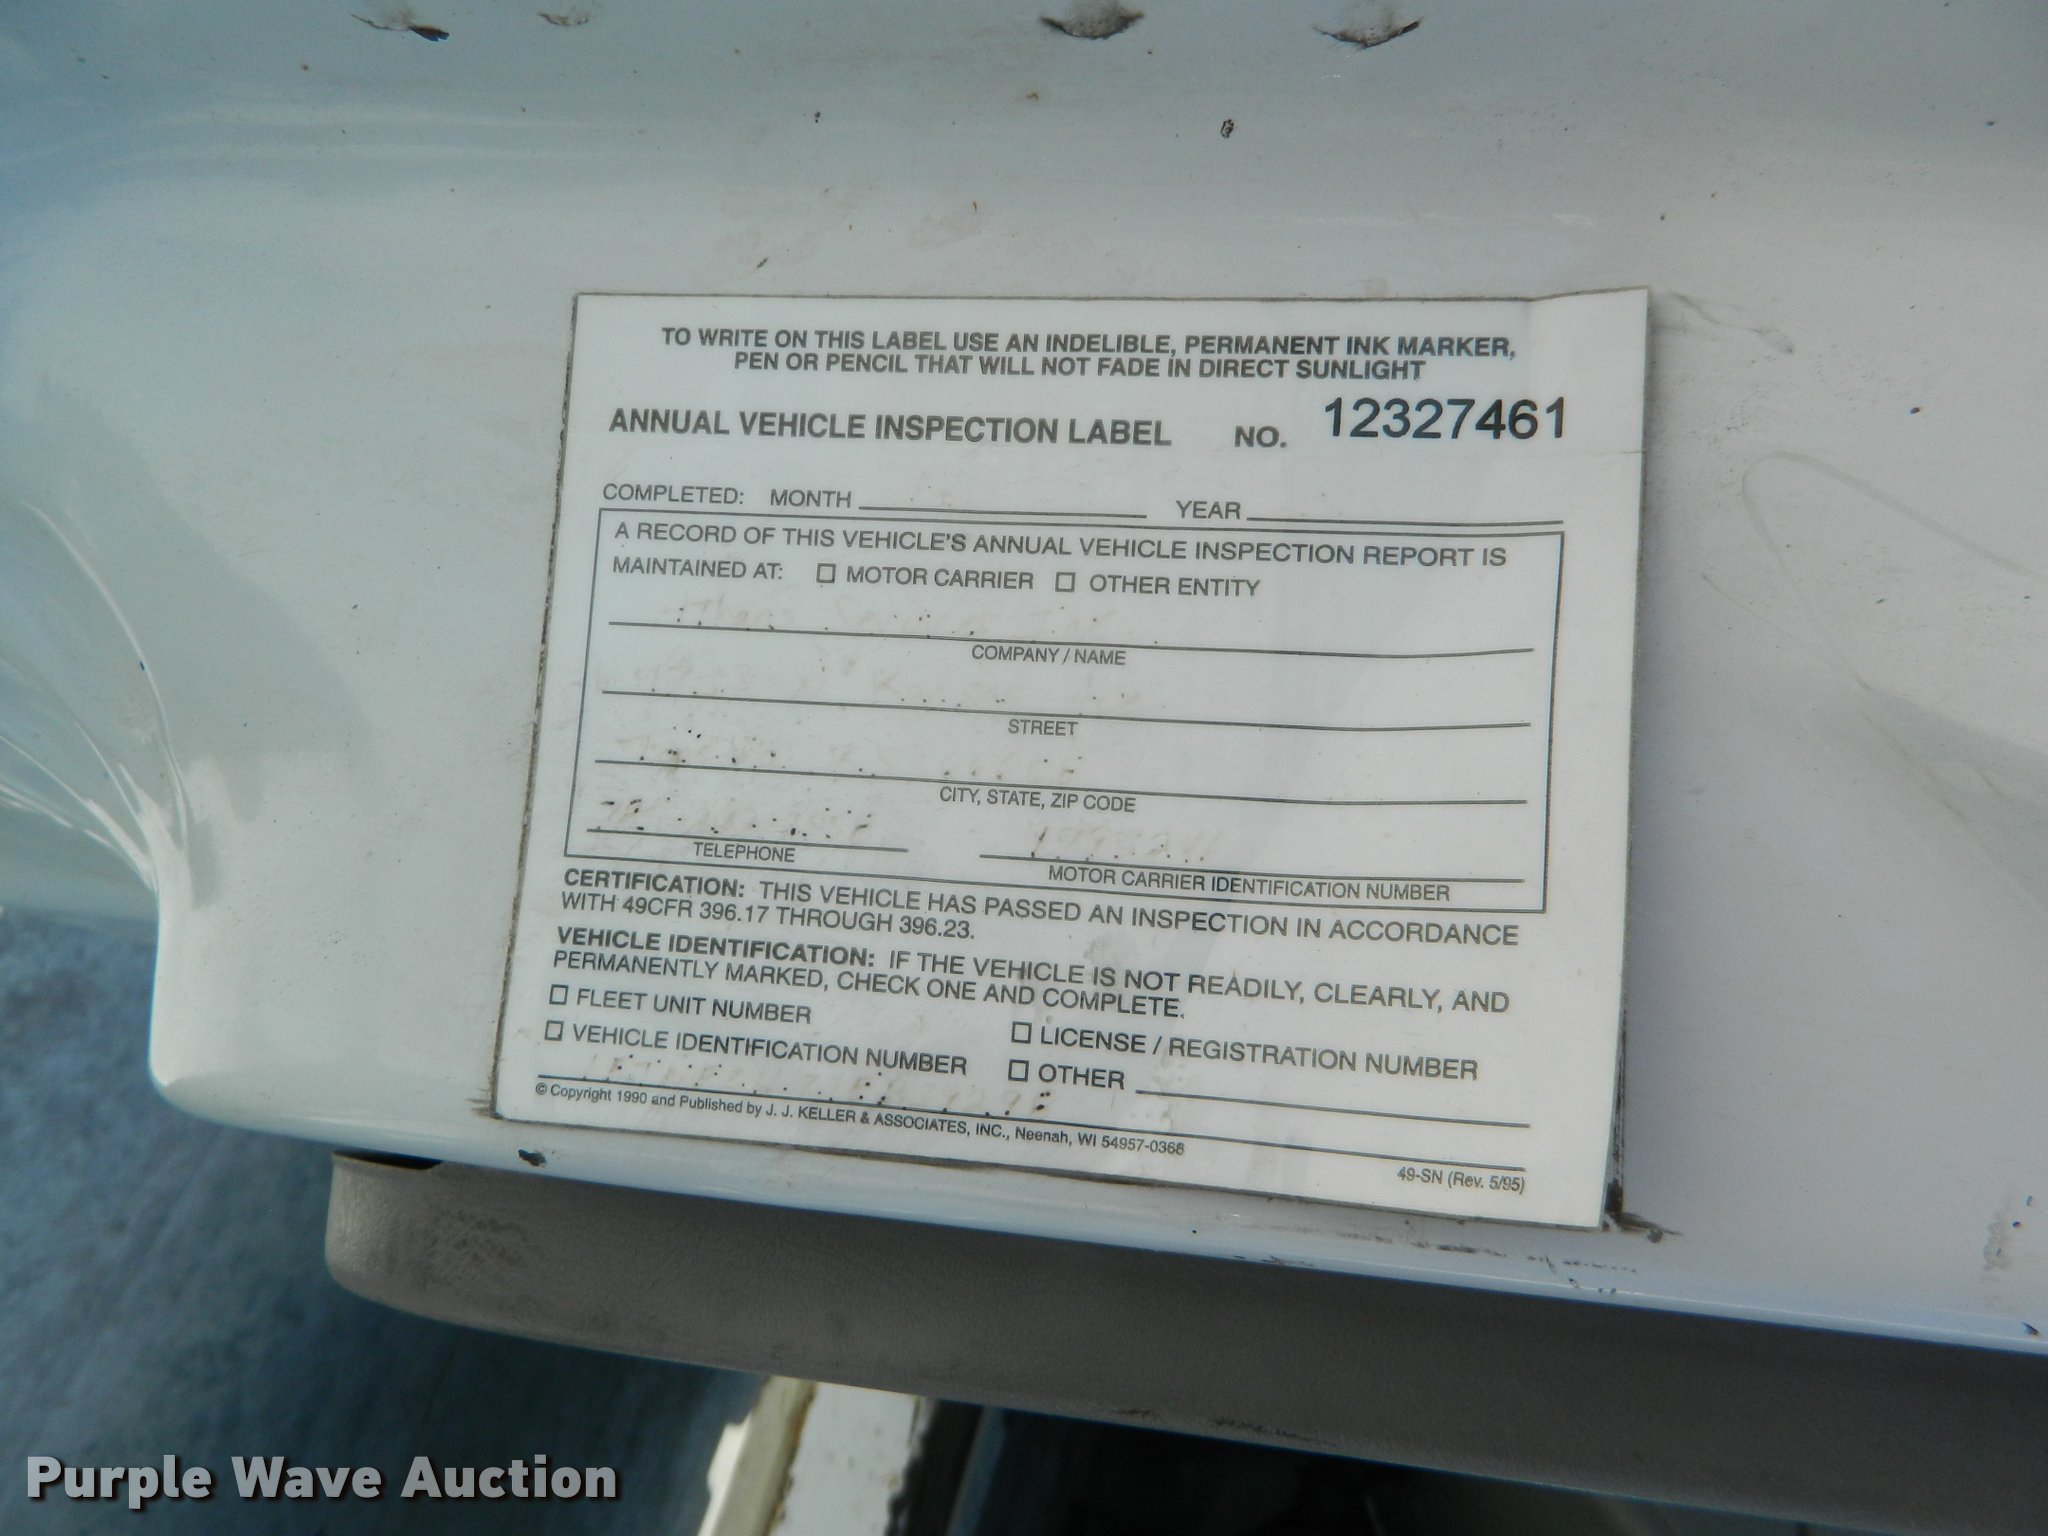 TO WRITE ON THIS LABEL USE AN INDELIBLE, PERMANENT INK MARKER,
PEN OR PENCIL THAT WILL NOT FADE IN DIRECT SUNLIGHT
ANNUAL VEHICLE INSPECTION LABEL NO. 12327461
COMPLETED: MONTH YEAR
A RECORD OF THIS VEHICLE'S ANNUAL VEHICLE INSPECTION REPORT IS
MAINTAINED AT: MOTOR CARRIER OTHER ENTITY
COMPANY / NAME
STREET
CITY, STATE, ZIP CODE
TELEPHONE MOTOR CARRIER IDENTIFICATION NUMBER
CERTIFICATION: THIS VEHICLE HAS PASSED AN INSPECTION IN ACCORDANCE
WITH 49CFR 396.17 THROUGH 396.23.
VEHICLE IDENTIFICATION: IF THE VEHICLE IS NOT READILY, CLEARLY, AND
PERMANENTLY MARKED, CHECK ONE AND COMPLETE.
FLEET UNIT NUMBER LICENSE / REGISTRATION NUMBER
VEHICLE IDENTIFICATION NUMBER OTHER
© Copyright 1990 and Published by J. J. KELLER & ASSOCIATES, INC., Neenah, WI 54957-0368
49-SN (Rev. 5/95)
Purple Wave Auction